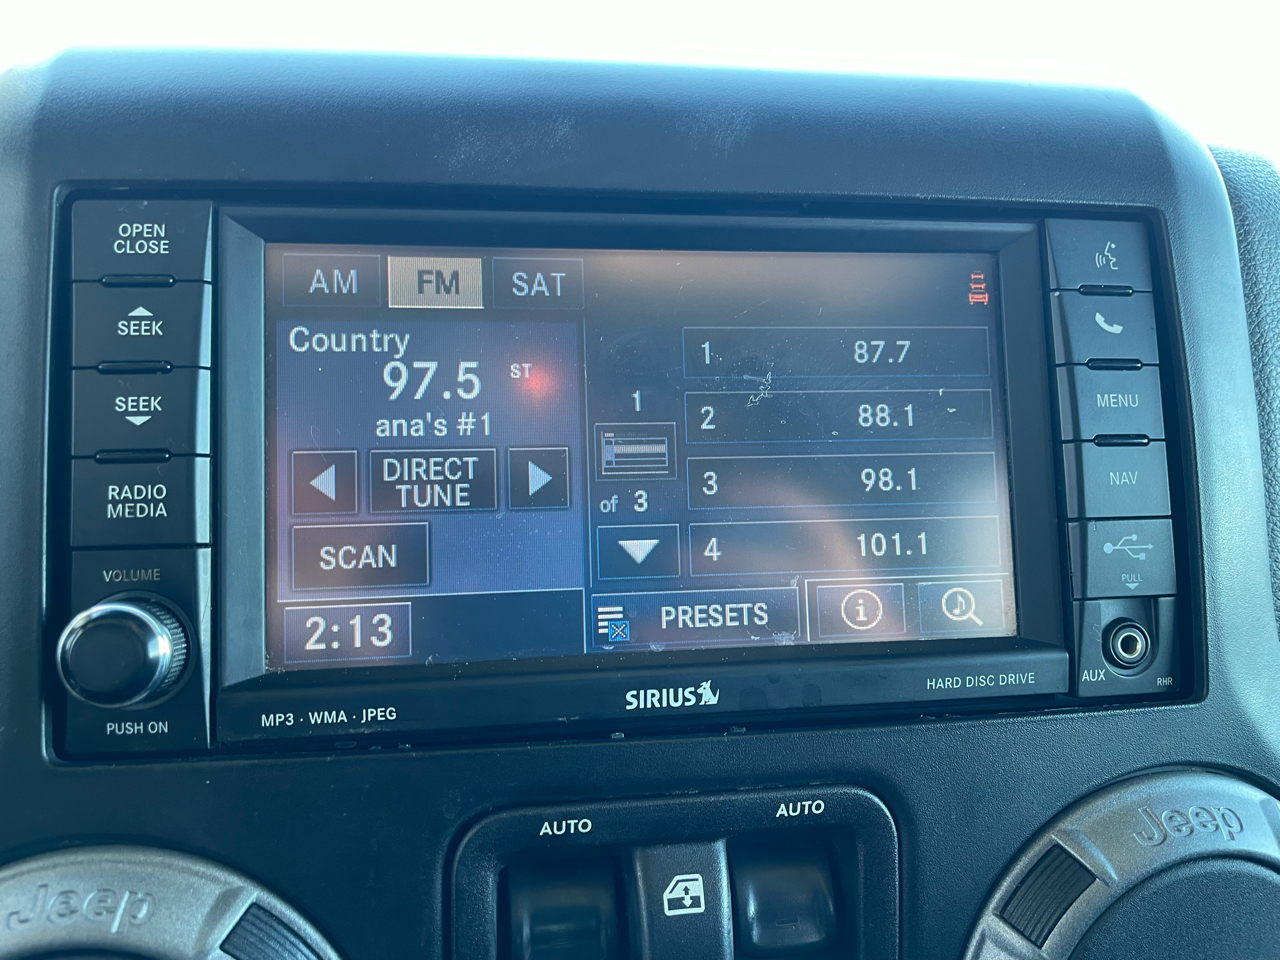 OPEN
CLOSE
SEEK
SEEK
RADIO
MEDIA
VOLUME
PUSH ON
AM FM SAT
Country
97.5 ST
ana's #1
DIRECT
TUNE
SCAN
2:13
1
of 3
1 87.7
2 88.1
3 98.1
4 101.1
PRESETS
i
MENU
NAV
PULL
AUX
RHR
MP3 · WMA · JPEG
SIRIUS
HARD DISC DRIVE
AUTO
AUTO
Jeep
Jeep